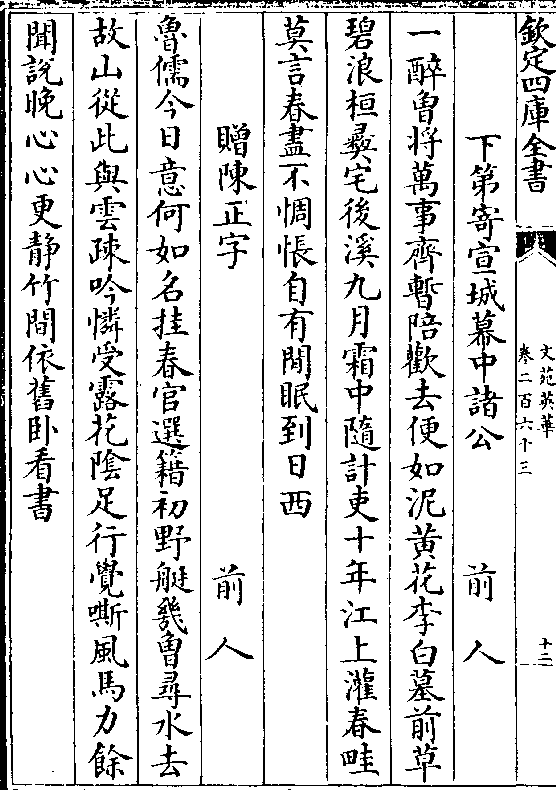 欽定四庫全書
文苑英華
卷二百六十三
十二
下第寄宣城幕中諸公　前人
一醉曾將萬事齊暫陪歡去便如泥黄花李白墓前草
碧浪桓彛宅後溪九月霜中隨計吏十年江上灌春畦
莫言春盡不惆悵自有閒眠到日西
贈陳正字　前人
魯儒今日意何如名挂春官選籍初野艇幾曾尋水去
故山從此與雲疎吟憐受露花陰足行覺嘶風馬力餘
聞說晚心心更静竹間依舊卧看書